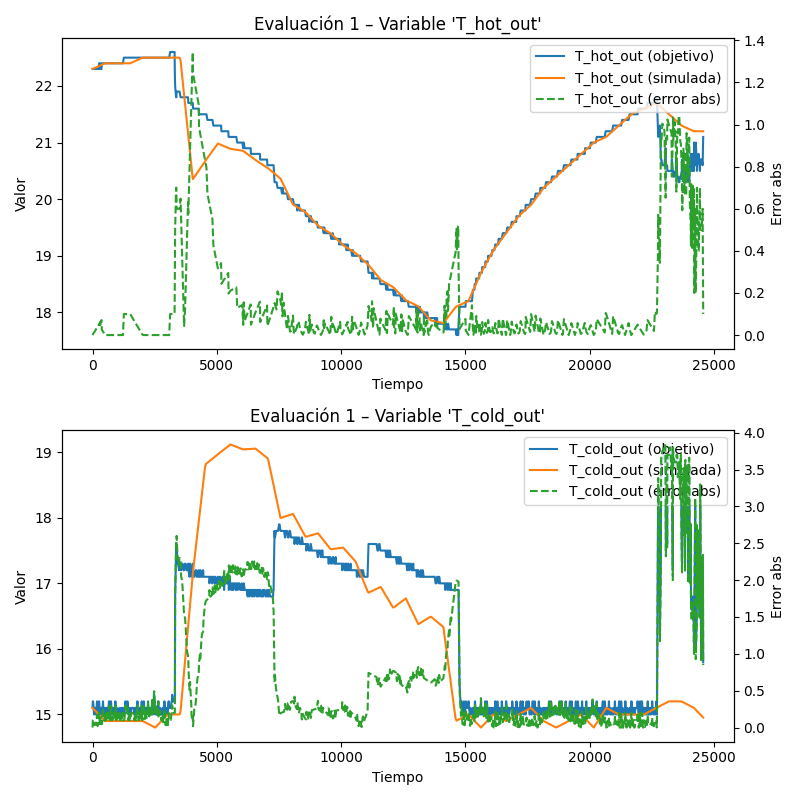 Evaluación 1 – Variable 'T_hot_out'
T_hot_out (objetivo)
T_hot_out (simulada)
T_hot_out (error abs)
Valor
22
21
20
19
18
1.4
1.2
1.0
0.8
0.6
0.4
0.2
0.0
Error abs
0 5000 10000 15000 20000 25000
Tiempo
Evaluación 1 – Variable 'T_cold_out'
T_cold_out (objetivo)
T_cold_out (simulada)
T_cold_out (error abs)
Valor
19
18
17
16
15
4.0
3.5
3.0
2.5
2.0
1.5
1.0
0.5
0.0
Error abs
0 5000 10000 15000 20000 25000
Tiempo